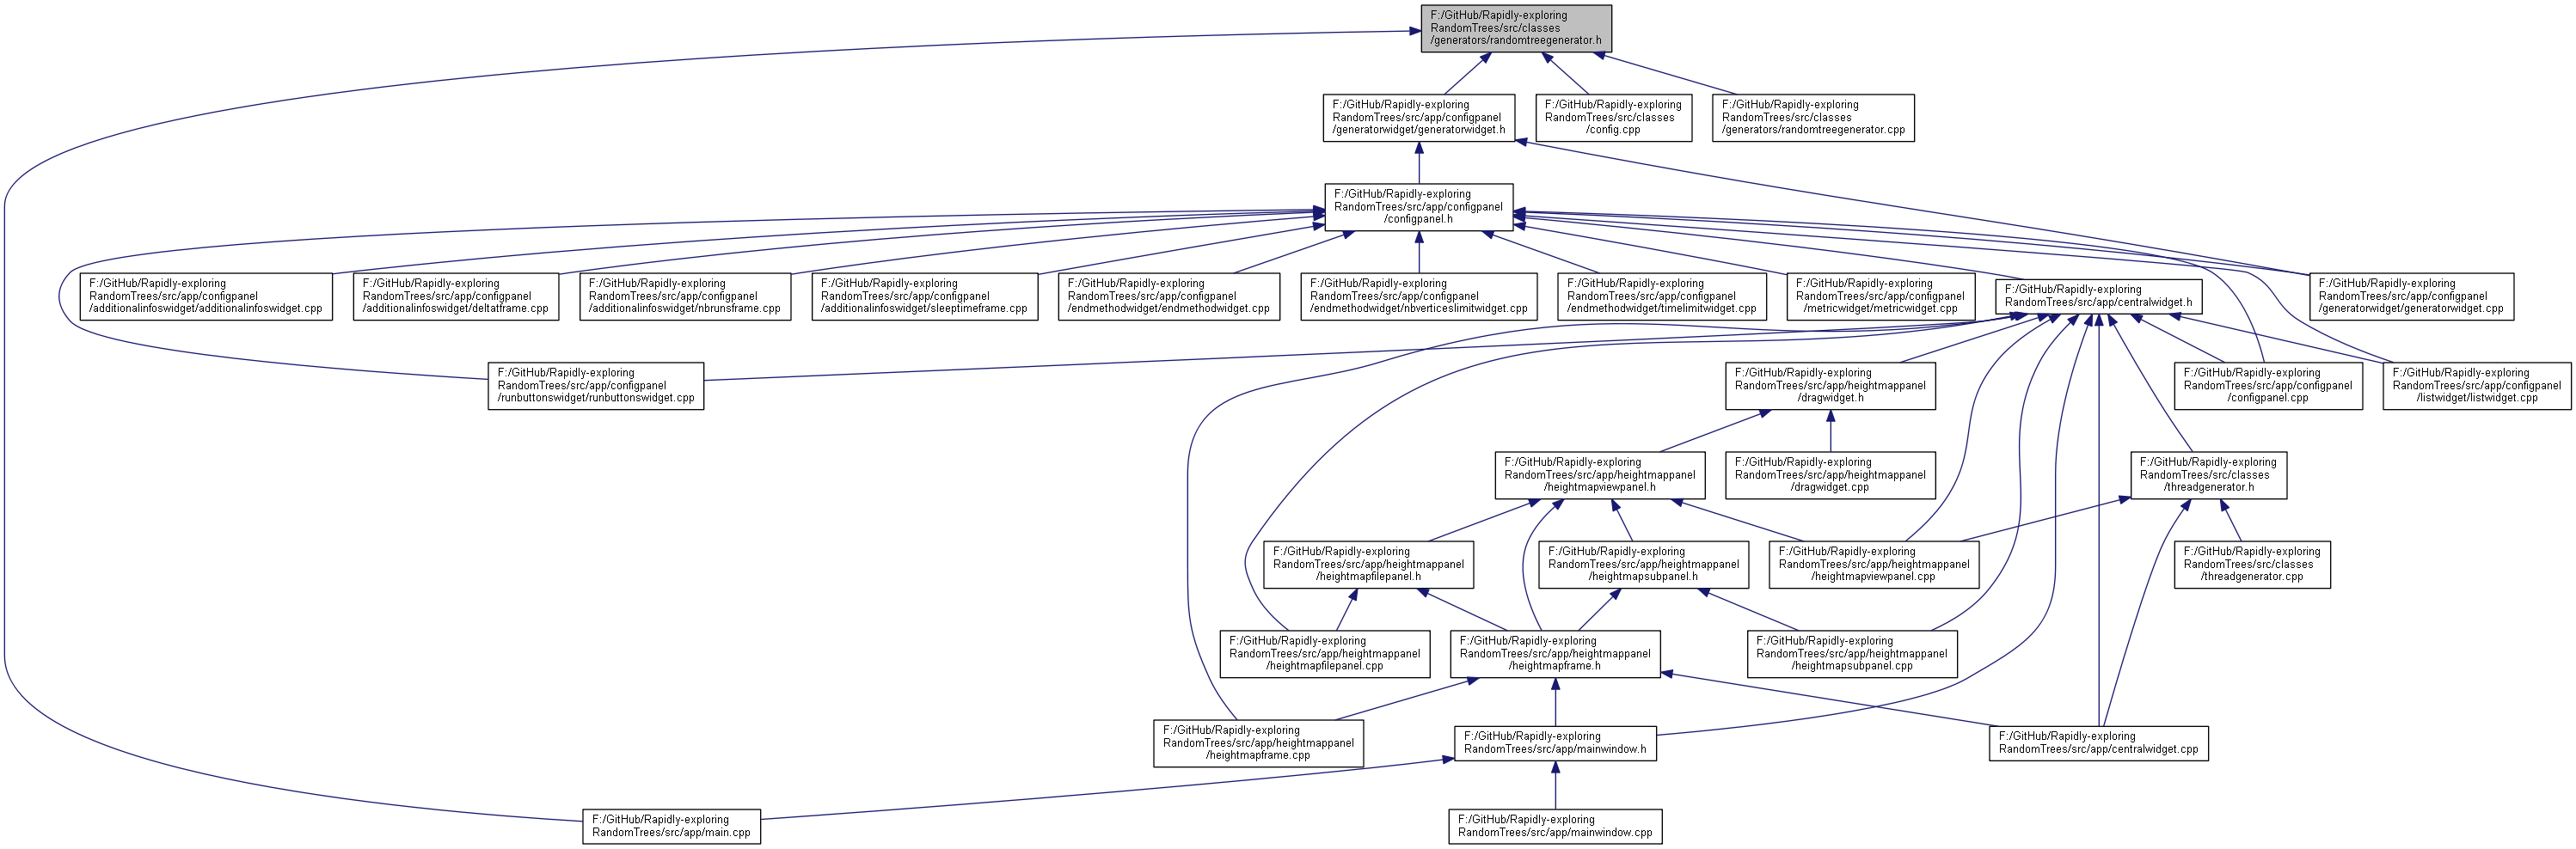 F:/GitHub/Rapidly-exploring
RandomTrees/src/classes
/generators/randomtreegenerator.h
F:/GitHub/Rapidly-exploring
RandomTrees/src/app/configpanel
/generatorwidget/generatorwidget.h
F:/GitHub/Rapidly-exploring
RandomTrees/src/classes
/config.cpp
F:/GitHub/Rapidly-exploring
RandomTrees/src/classes
/generators/randomtreegenerator.cpp
F:/GitHub/Rapidly-exploring
RandomTrees/src/app/configpanel
/configpanel.h
F:/GitHub/Rapidly-exploring
RandomTrees/src/app/configpanel
/additionalinfoswidget/additionalinfoswidget.cpp
F:/GitHub/Rapidly-exploring
RandomTrees/src/app/configpanel
/additionalinfoswidget/deltatframe.cpp
F:/GitHub/Rapidly-exploring
RandomTrees/src/app/configpanel
/additionalinfoswidget/nbrunsframe.cpp
F:/GitHub/Rapidly-exploring
RandomTrees/src/app/configpanel
/additionalinfoswidget/sleeptimeframe.cpp
F:/GitHub/Rapidly-exploring
RandomTrees/src/app/configpanel
/endmethodwidget/endmethodwidget.cpp
F:/GitHub/Rapidly-exploring
RandomTrees/src/app/configpanel
/endmethodwidget/nbverticeslimitwidget.cpp
F:/GitHub/Rapidly-exploring
RandomTrees/src/app/configpanel
/endmethodwidget/timelimitwidget.cpp
F:/GitHub/Rapidly-exploring
RandomTrees/src/app/configpanel
/metricwidget/metricwidget.cpp
F:/GitHub/Rapidly-exploring
RandomTrees/src/app/centralwidget.h
F:/GitHub/Rapidly-exploring
RandomTrees/src/app/configpanel
/generatorwidget/generatorwidget.cpp
F:/GitHub/Rapidly-exploring
RandomTrees/src/app/configpanel
/runbuttonswidget/runbuttonswidget.cpp
F:/GitHub/Rapidly-exploring
RandomTrees/src/app/heightmappanel
/dragwidget.h
F:/GitHub/Rapidly-exploring
RandomTrees/src/app/configpanel
/configpanel.cpp
F:/GitHub/Rapidly-exploring
RandomTrees/src/app/configpanel
/listwidget/listwidget.cpp
F:/GitHub/Rapidly-exploring
RandomTrees/src/app/heightmappanel
/heightmapviewpanel.h
F:/GitHub/Rapidly-exploring
RandomTrees/src/app/heightmappanel
/dragwidget.cpp
F:/GitHub/Rapidly-exploring
RandomTrees/src/classes
/threadgenerator.h
F:/GitHub/Rapidly-exploring
RandomTrees/src/app/heightmappanel
/heightmapfilepanel.h
F:/GitHub/Rapidly-exploring
RandomTrees/src/app/heightmappanel
/heightmapsubpanel.h
F:/GitHub/Rapidly-exploring
RandomTrees/src/app/heightmappanel
/heightmapviewpanel.cpp
F:/GitHub/Rapidly-exploring
RandomTrees/src/classes
/threadgenerator.cpp
F:/GitHub/Rapidly-exploring
RandomTrees/src/app/heightmappanel
/heightmapfilepanel.cpp
F:/GitHub/Rapidly-exploring
RandomTrees/src/app/heightmappanel
/heightmapframe.h
F:/GitHub/Rapidly-exploring
RandomTrees/src/app/heightmappanel
/heightmapsubpanel.cpp
F:/GitHub/Rapidly-exploring
RandomTrees/src/app/heightmappanel
/heightmapframe.cpp
F:/GitHub/Rapidly-exploring
RandomTrees/src/app/mainwindow.h
F:/GitHub/Rapidly-exploring
RandomTrees/src/app/centralwidget.cpp
F:/GitHub/Rapidly-exploring
RandomTrees/src/app/main.cpp
F:/GitHub/Rapidly-exploring
RandomTrees/src/app/mainwindow.cpp